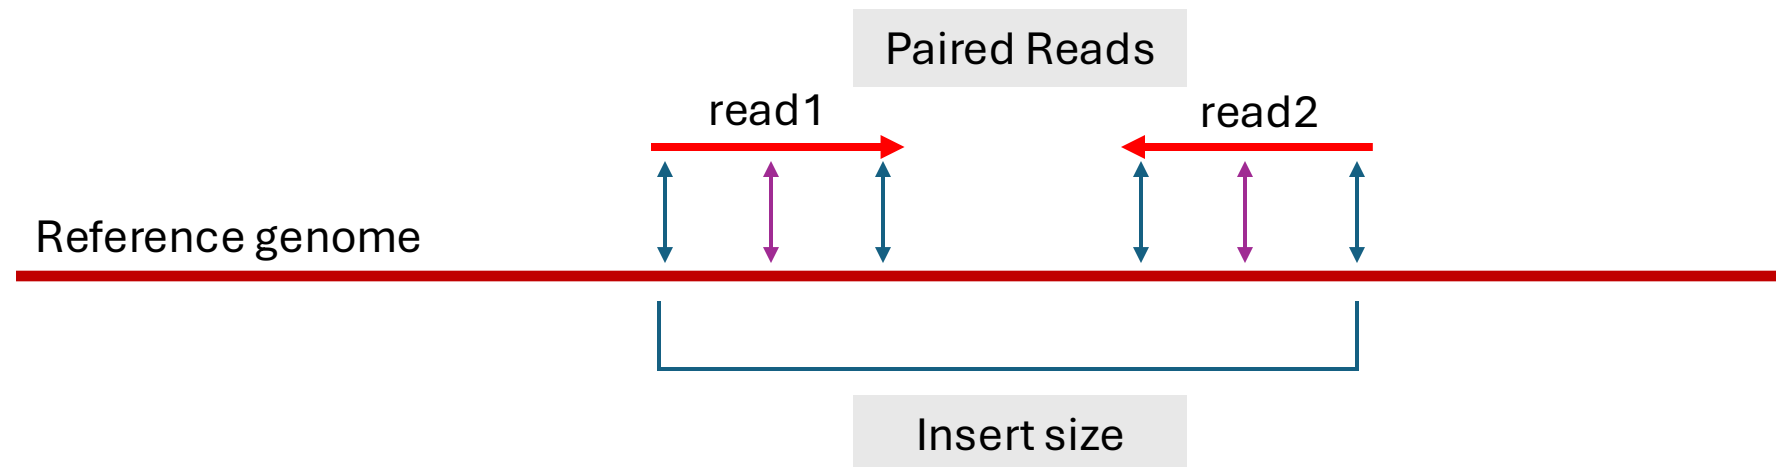 Paired Reads
read1
read2
Reference genome
Insert size